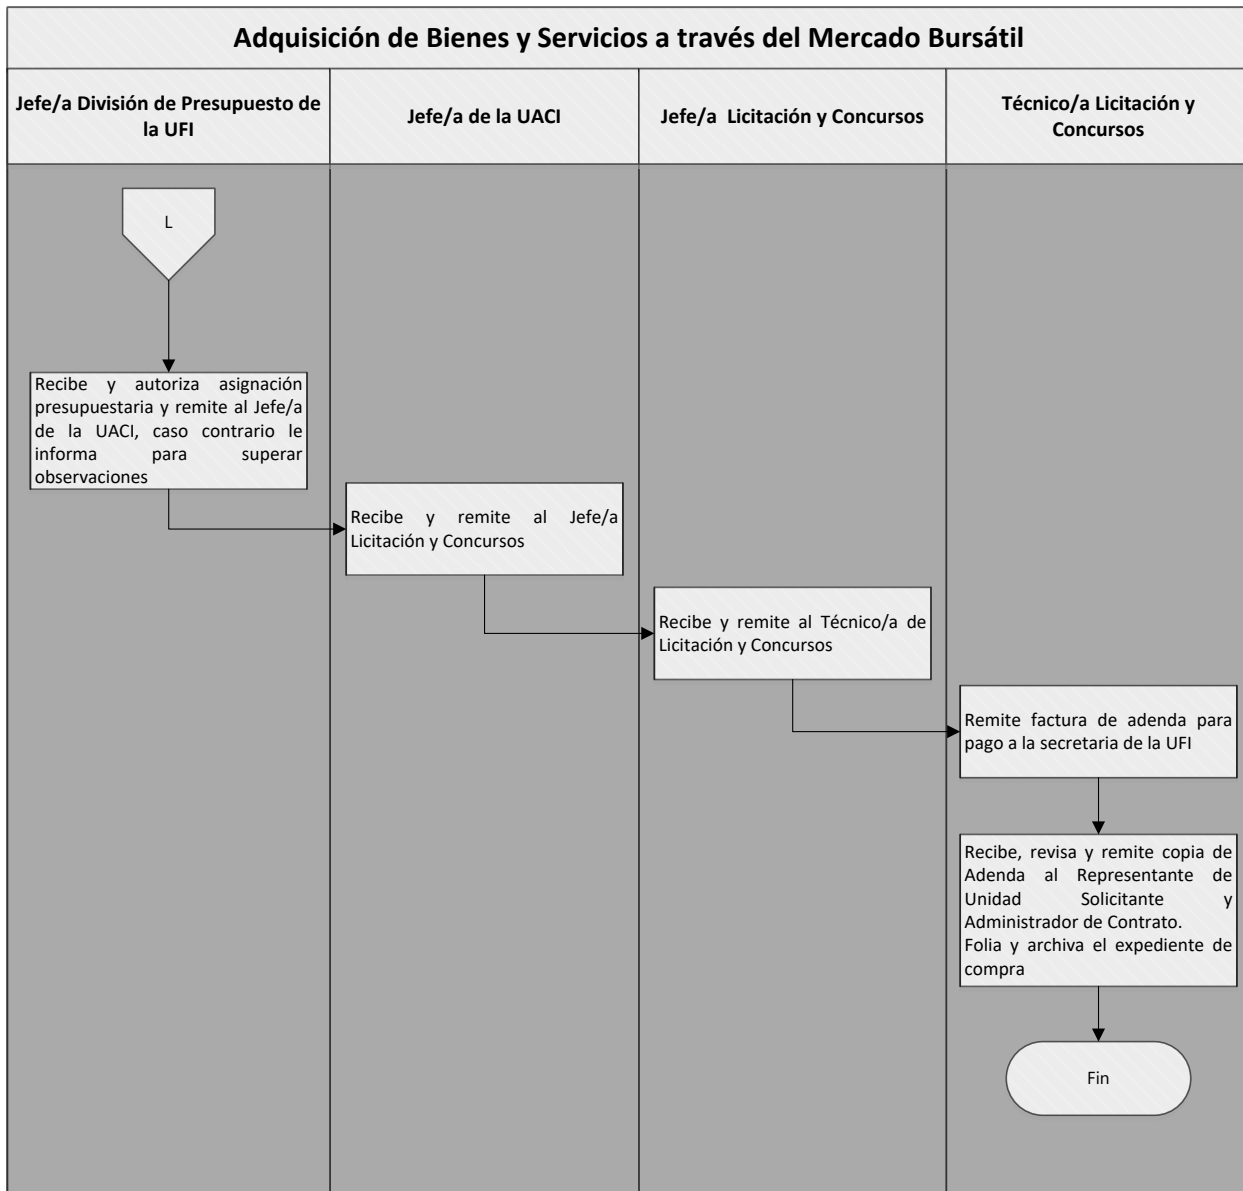 Adquisición de Bienes y Servicios a través del Mercado Bursátil
Jefe/a División de Presupuesto de
la UFI
Jefe/a de la UACI
Jefe/a Licitación y Concursos
Técnico/a Licitación y
Concursos
L
Recibe y autoriza asignación
presupuestaria y remite al Jefe/a
de la UACI, caso contrario le
informa para superar
observaciones
Recibe y remite al Jefe/a
Licitación y Concursos
Recibe y remite al Técnico/a de
Licitación y Concursos
Remite factura de adenda para
pago a la secretaria de la UFI
Recibe, revisa y remite copia de
Adenda al Representante de
Unidad Solicitante y
Administrador de Contrato.
Folia y archiva el expediente de
compra
Fin